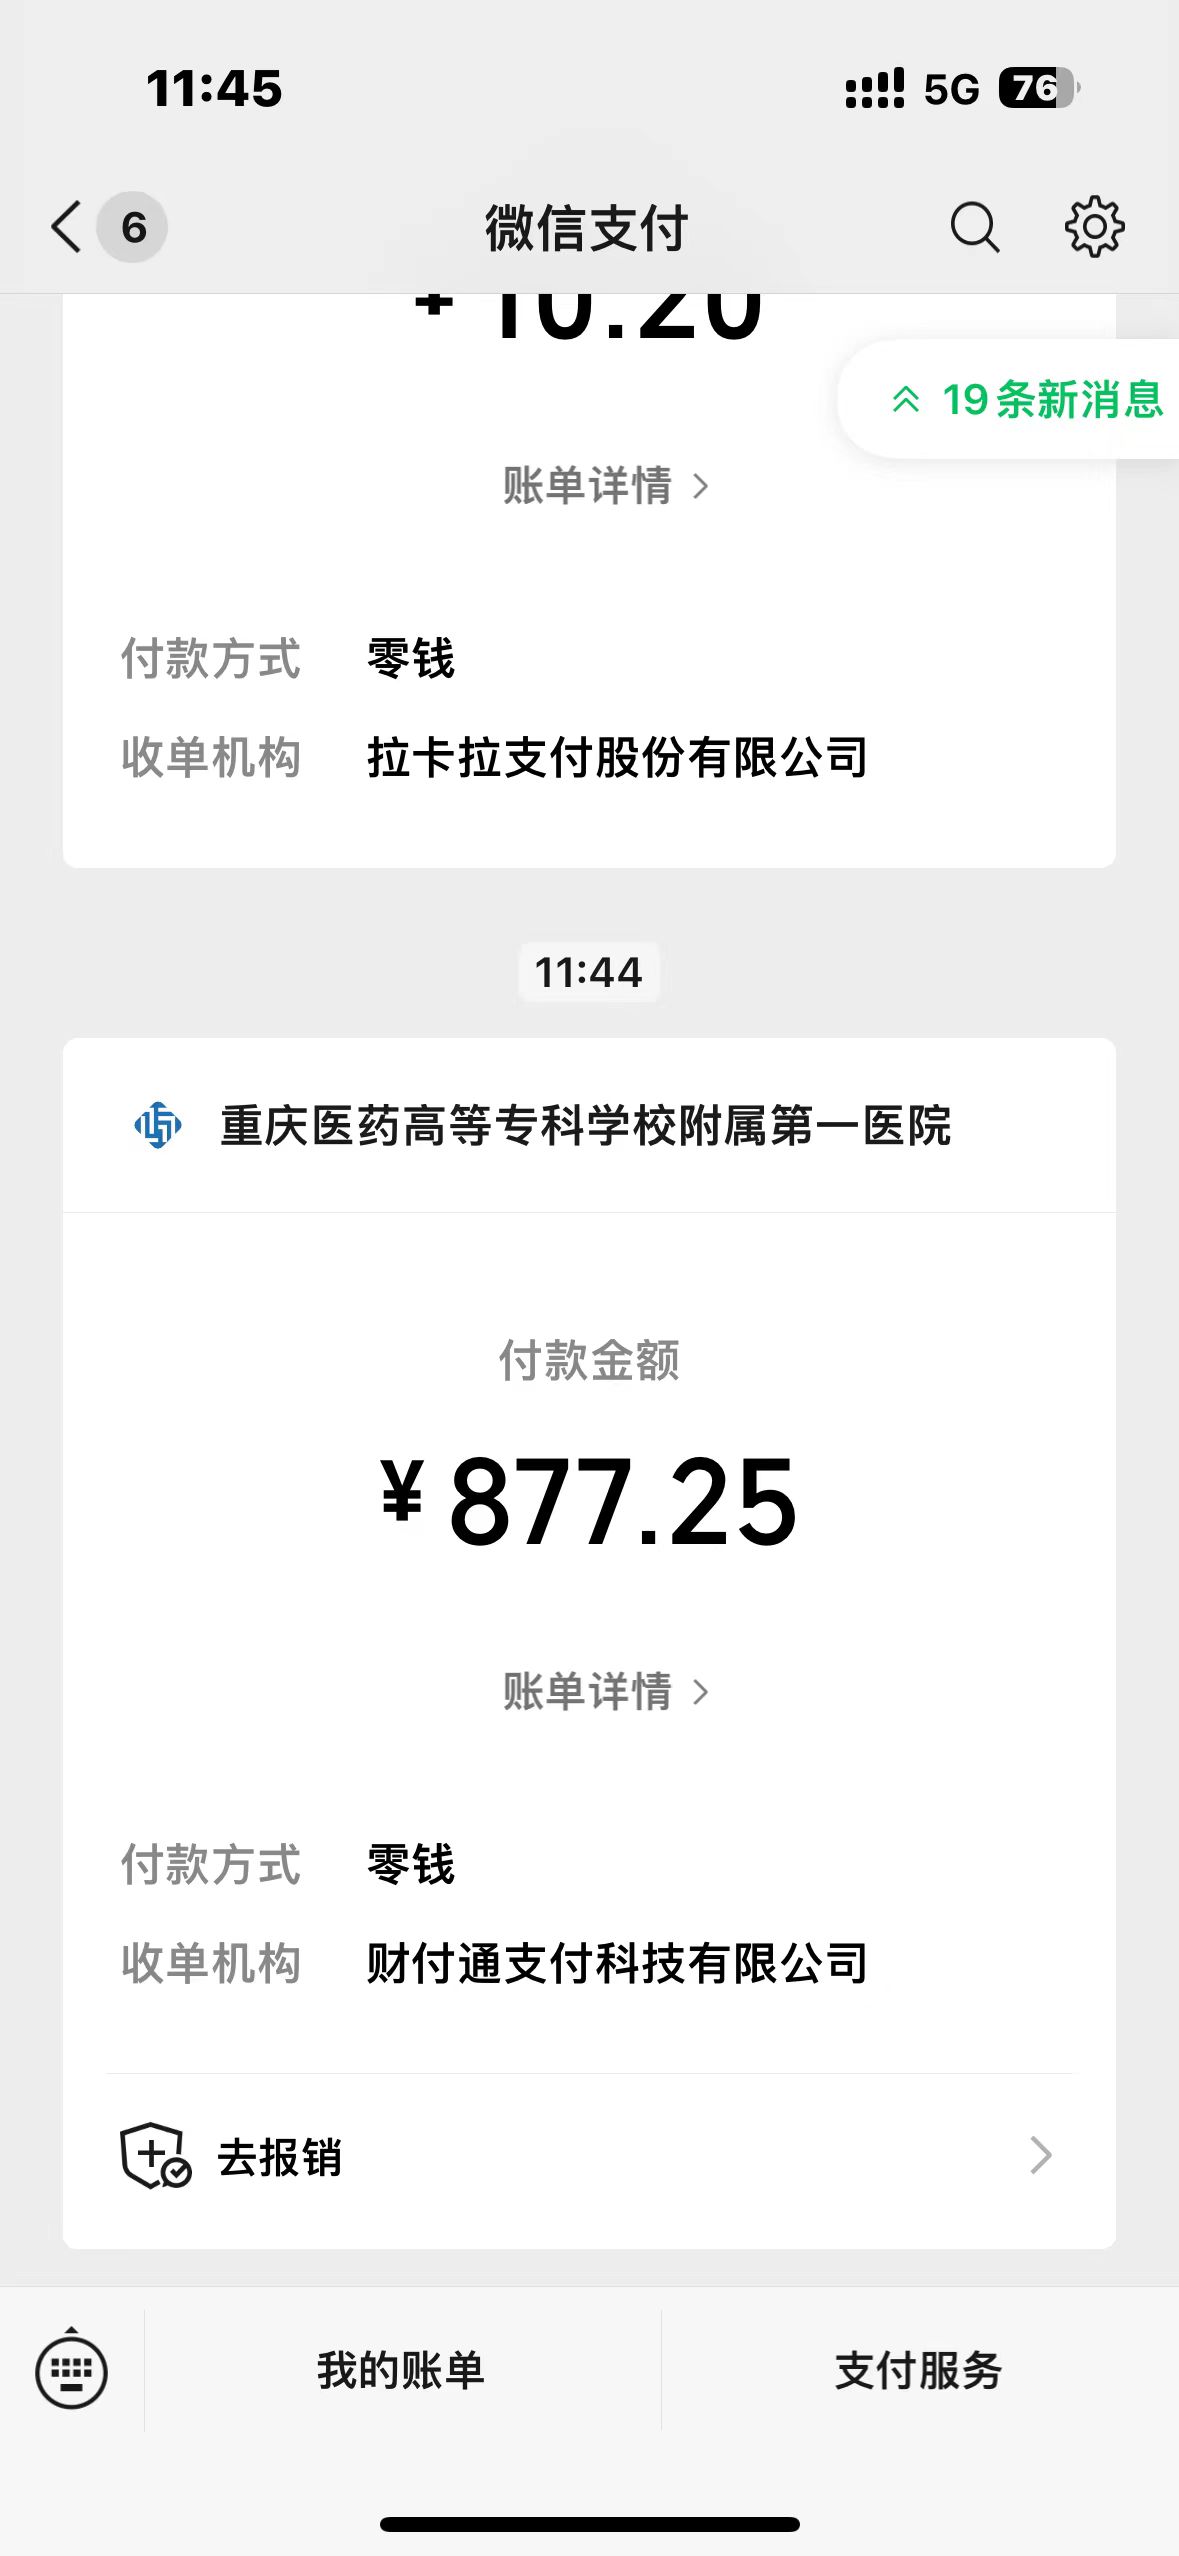 11:45
5G
76
6
微信支付
¥ 10.20
19条新消息
账单详情
付款方式 零钱
收单机构 拉卡拉支付股份有限公司
11:44
重庆医药高等专科学校附属第一医院
付款金额
¥877.25
账单详情
付款方式 零钱
收单机构 财付通支付科技有限公司
去报销
我的账单
支付服务